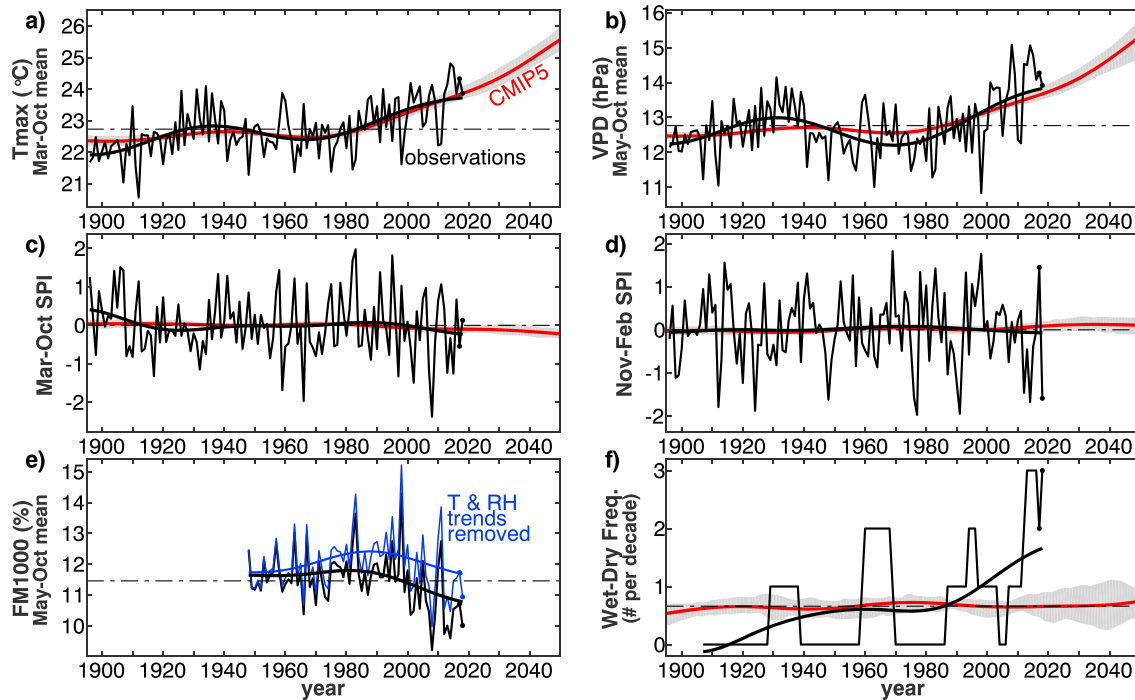 a)
Tmax (°C)
Mar-Oct mean
26
25
24
23
22
21
CMIP5
observations
1900 1920 1940 1960 1980 2000 2020 2040
b)
VPD (hPa)
May-Oct mean
16
15
14
13
12
11
1900 1920 1940 1960 1980 2000 2020 2040
c)
Mar-Oct SPI
2
1
0
-1
-2
1900 1920 1940 1960 1980 2000 2020 2040
d)
Nov-Feb SPI
2
1
0
-1
-2
1900 1920 1940 1960 1980 2000 2020 2040
e)
FM1000 (%)
May-Oct mean
15
14
13
12
11
10
T & RH
trends
removed
1900 1920 1940 1960 1980 2000 2020 2040
year
f)
Wet-Dry Freq.
(# per decade)
3
2
1
0
1900 1920 1940 1960 1980 2000 2020 2040
year